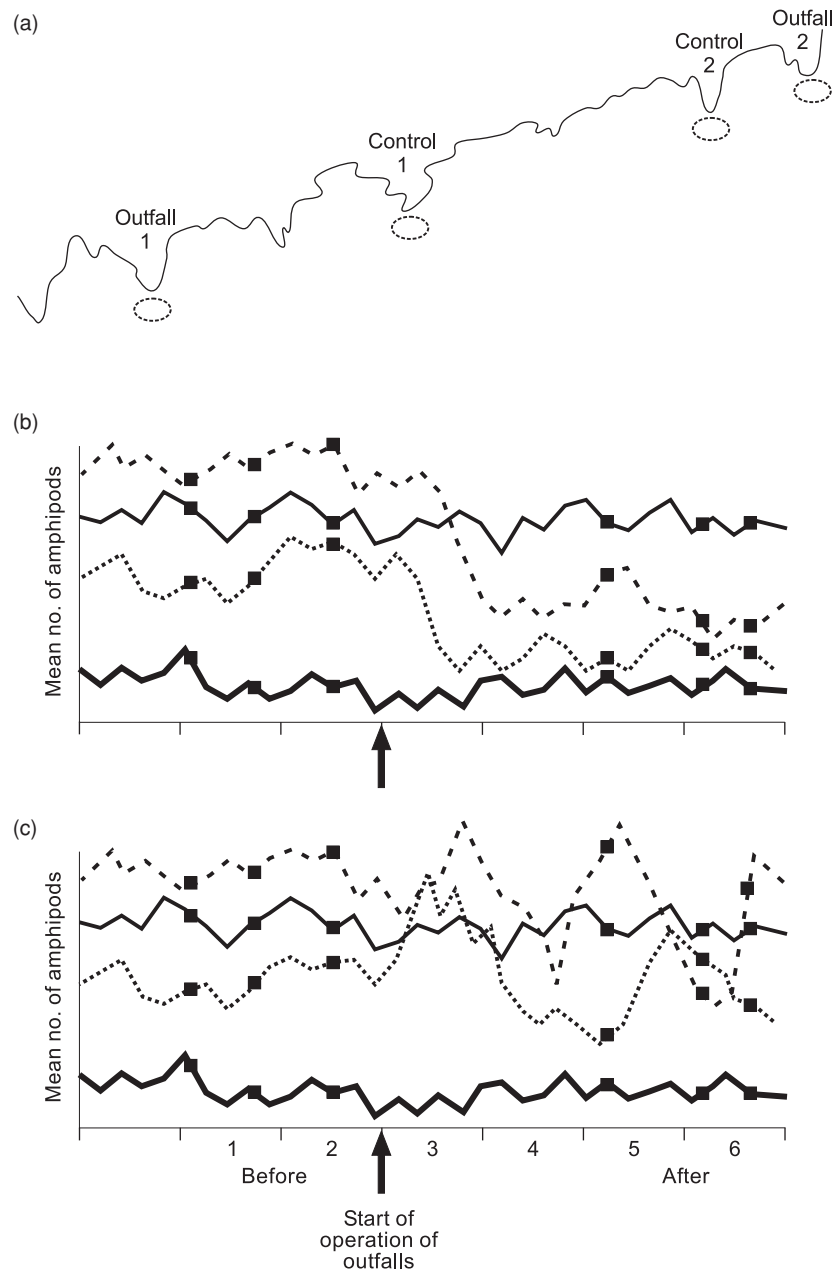 (a)
Outfall
2
Control
2
Control
1
Outfall
1
(b)
Mean no. of amphipods
(c)
Mean no. of amphipods
1 2 3 4 5 6
Before After
Start of
operation of
outfalls